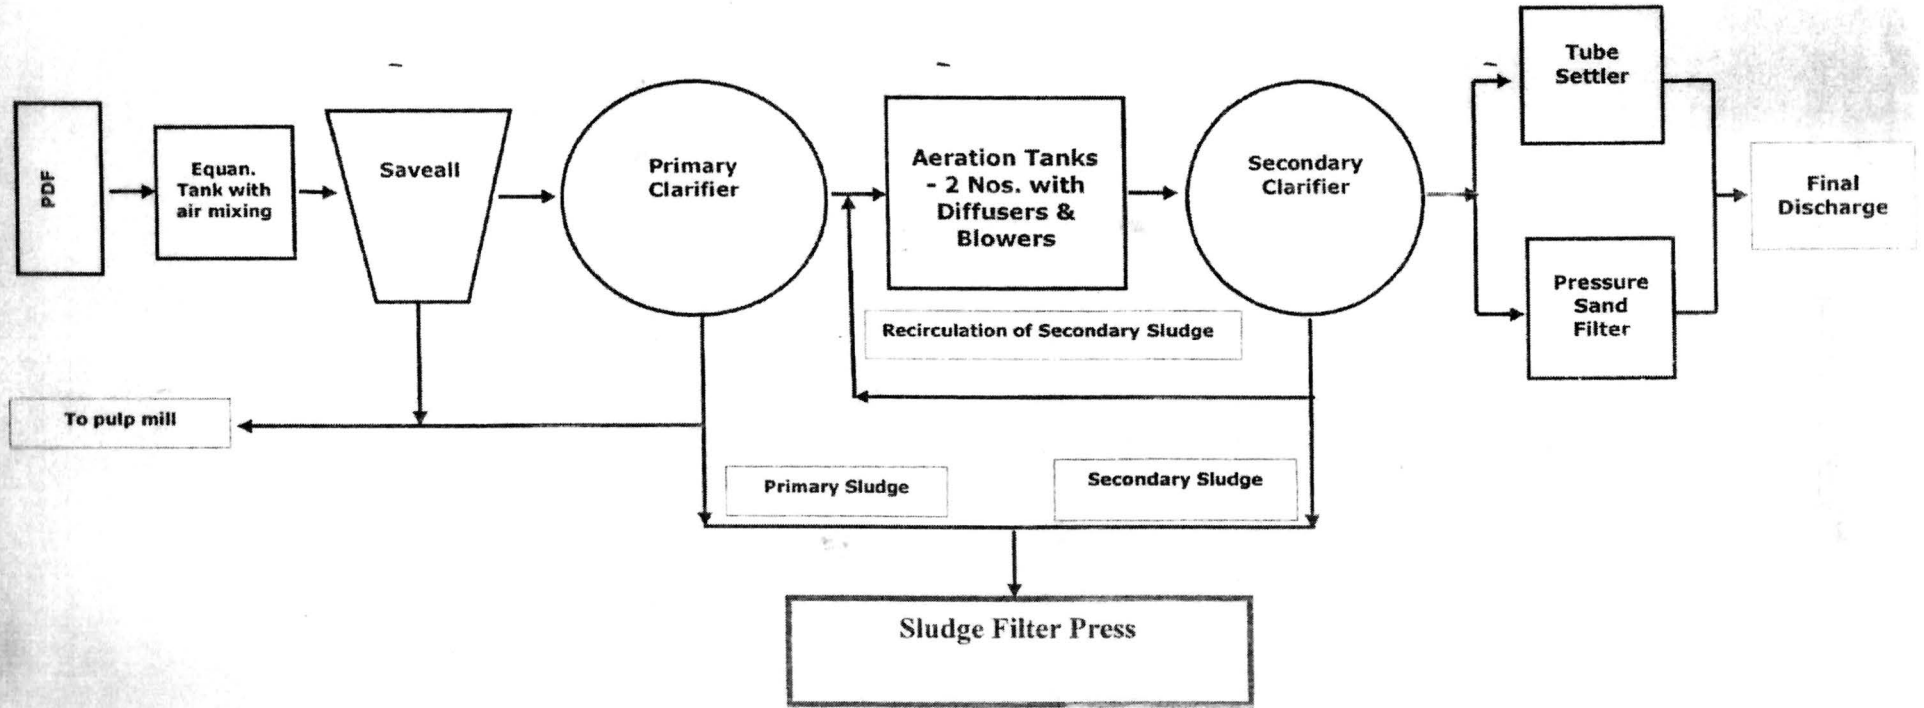 PDF
Equan.
Tank with
air mixing
Saveall
Primary
Clarifier
Aeration Tanks
- 2 Nos. with
Diffusers &
Blowers
Secondary
Clarifier
Tube
Settler
Pressure
Sand
Filter
Final
Discharge
Recirculation of Secondary Sludge
To pulp mill
Primary Sludge
Secondary Sludge
Sludge Filter Press